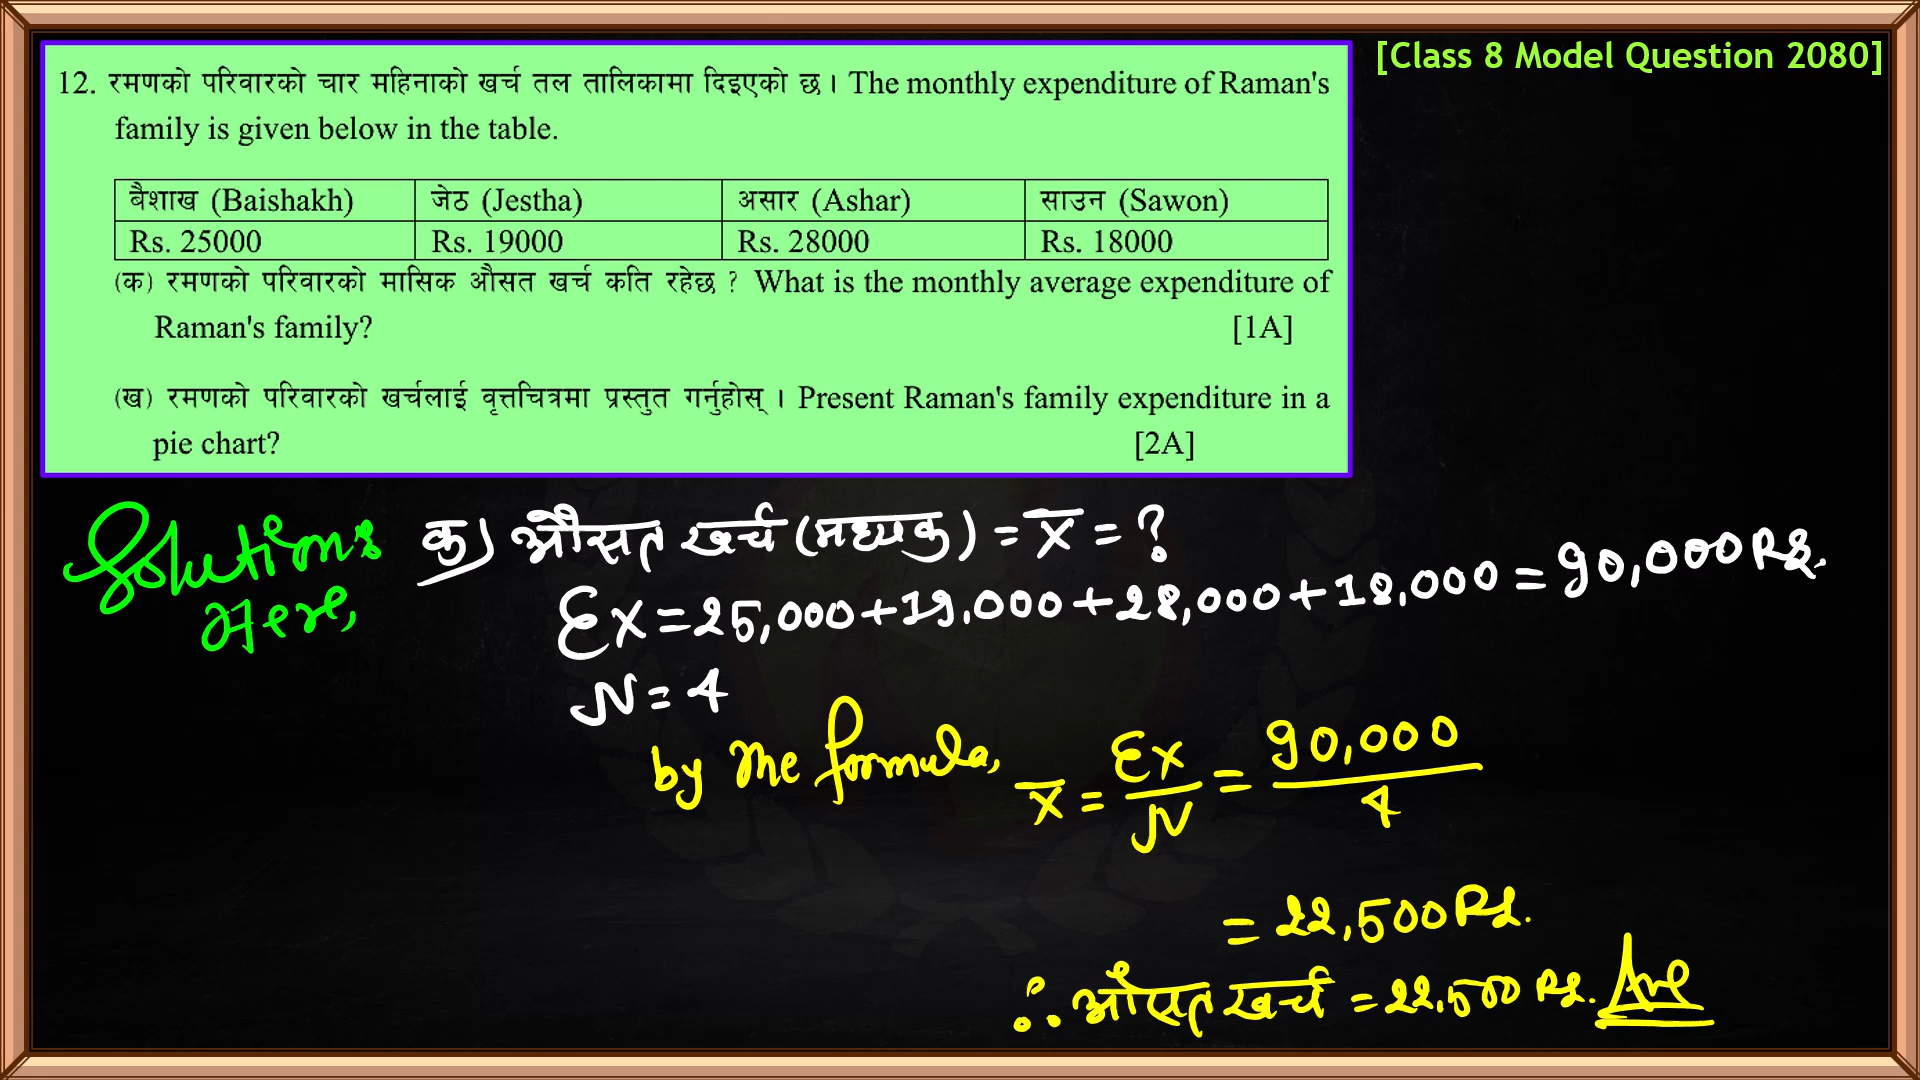 [Class 8 Model Question 2080]
12. रमणको परिवारको चार महिनाको खर्च तल तालिकामा दिइएको छ । The monthly expenditure of Raman's
family is given below in the table.
बैशाख (Baishakh) जेठ (Jestha) असार (Ashar) साउन (Sawon)
Rs. 25000 Rs. 19000 Rs. 28000 Rs. 18000
(क) रमणको परिवारको मासिक औसत खर्च कति रहेछ ? What is the monthly average expenditure of
Raman's family? [1A]
(ख) रमणको परिवारको खर्चलाई वृत्तचित्रमा प्रस्तुत गर्नुहोस् । Present Raman's family expenditure in a
pie chart? [2A]
Solutions
Here,
क) औसत खर्च (मध्यक) = x̄ = ?
Σx = 25,000 + 19,000 + 28,000 + 18,000 = 90,000 Rs.
N = 4
by the formula, x̄ = Σx/N = 90,000/4
= 22,500 Rs.
∴ औसत खर्च = 22,500 Rs. Ans